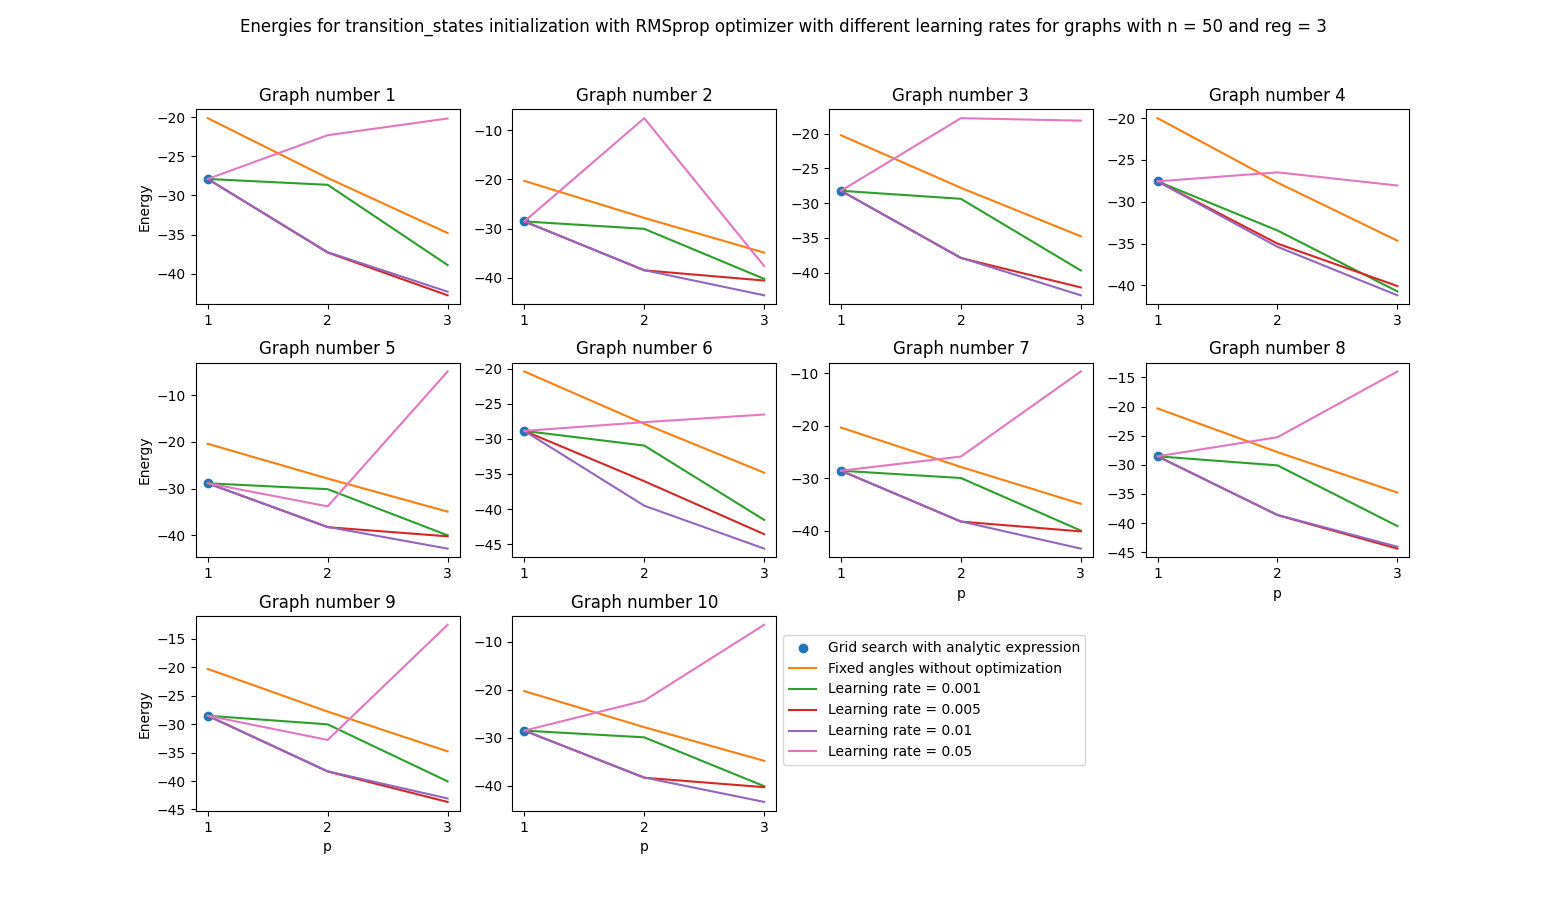 Energies for transition_states initialization with RMSprop optimizer with different learning rates for graphs with n = 50 and reg = 3
Graph number 1
Graph number 2
Graph number 3
Graph number 4
−20
−25
−30
−35
−40
Energy
1 2 3
−10
−20
−30
−40
1 2 3
−20
−25
−30
−35
−40
1 2 3
−20
−25
−30
−35
−40
1 2 3
Graph number 5
Graph number 6
Graph number 7
Graph number 8
−10
−20
−30
−40
Energy
1 2 3
−20
−25
−30
−35
−40
−45
1 2 3
−10
−20
−30
−40
1 2 3
p
−15
−20
−25
−30
−35
−40
−45
1 2 3
p
Graph number 9
Graph number 10
−15
−20
−25
−30
−35
−40
−45
Energy
1 2 3
p
−10
−20
−30
−40
1 2 3
p
Grid search with analytic expression
Fixed angles without optimization
Learning rate = 0.001
Learning rate = 0.005
Learning rate = 0.01
Learning rate = 0.05